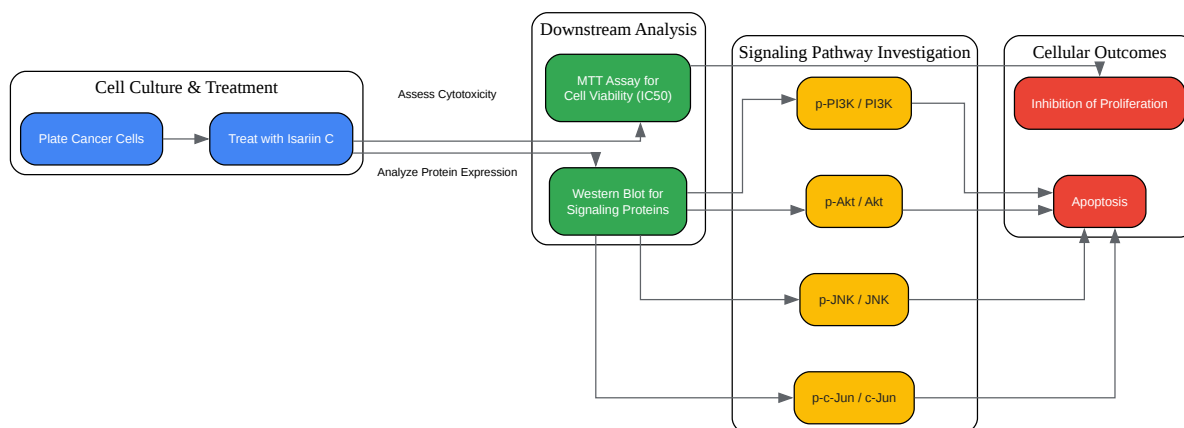 Cell Culture & Treatment
Plate Cancer Cells
Treat with Isariin C
Assess Cytotoxicity
Analyze Protein Expression
Downstream Analysis
MTT Assay for
Cell Viability (IC50)
Western Blot for
Signaling Proteins
Signaling Pathway Investigation
p-PI3K / PI3K
p-Akt / Akt
p-JNK / JNK
p-c-Jun / c-Jun
Cellular Outcomes
Inhibition of Proliferation
Apoptosis